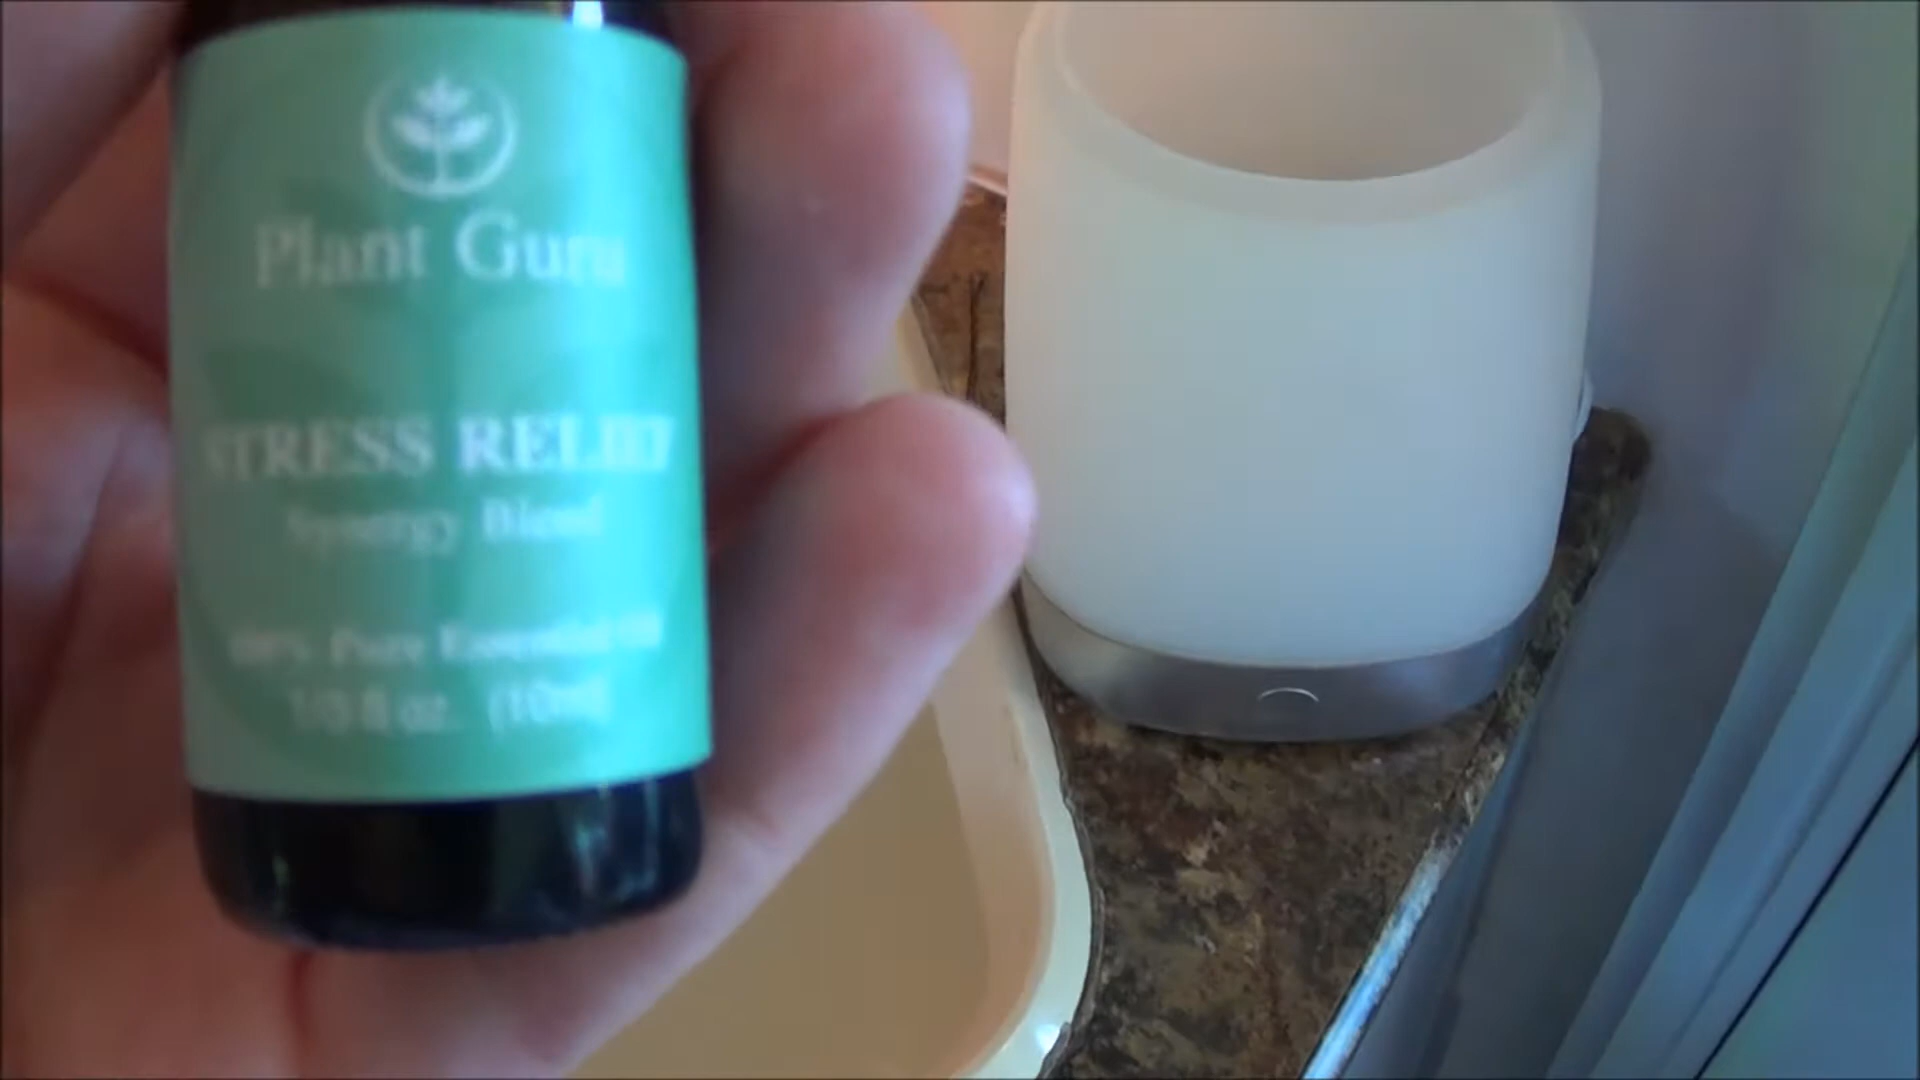 Plant Guru
STRESS RELIEF
Synergy Blend
100% Pure Essential Oil
1/3 fl oz. (10ml)